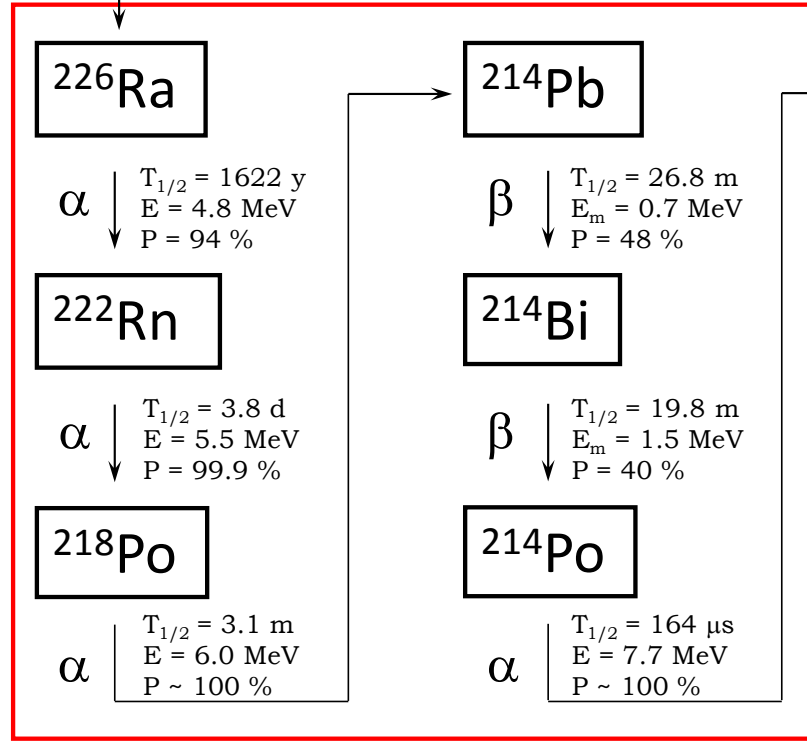 ²²⁶Ra
α
T₁/₂ = 1622 y
E = 4.8 MeV
P = 94 %
²²²Rn
α
T₁/₂ = 3.8 d
E = 5.5 MeV
P = 99.9 %
²¹⁸Po
α
T₁/₂ = 3.1 m
E = 6.0 MeV
P ~ 100 %
²¹⁴Pb
β
T₁/₂ = 26.8 m
Eₘ = 0.7 MeV
P = 48 %
²¹⁴Bi
β
T₁/₂ = 19.8 m
Eₘ = 1.5 MeV
P = 40 %
²¹⁴Po
α
T₁/₂ = 164 μs
E = 7.7 MeV
P ~ 100 %